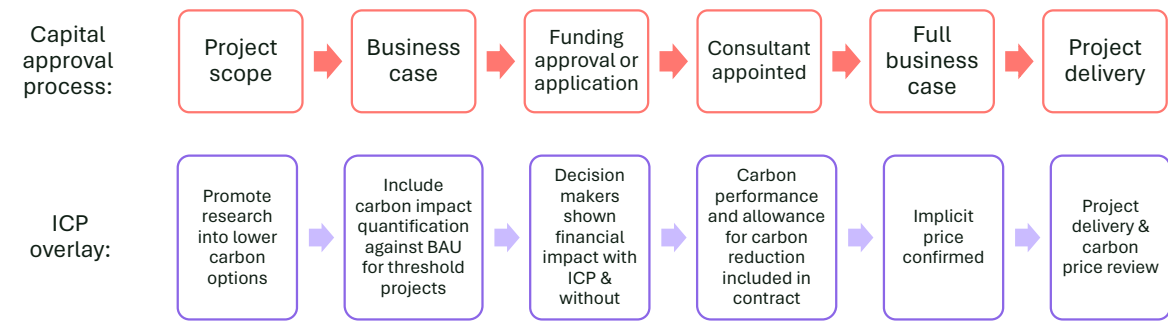 Capital
approval
process:
Project
scope
Business
case
Funding
approval or
application
Consultant
appointed
Full
business
case
Project
delivery
ICP
overlay:
Promote
research
into lower
carbon
options
Include
carbon impact
quantification
against BAU
for threshold
projects
Decision
makers
shown
financial
impact with
ICP &
without
Carbon
performance
and allowance
for carbon
reduction
included in
contract
Implicit
price
confirmed
Project
delivery &
carbon
price review